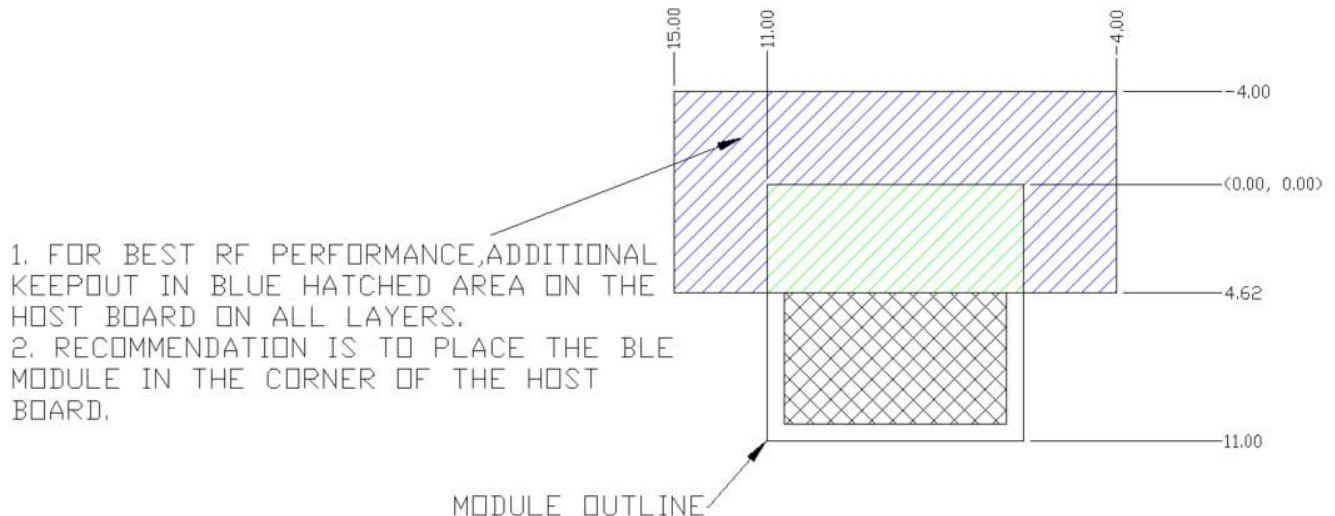 15.00
11.00
-4.00
-4.00
(0.00, 0.00)
1. FOR BEST RF PERFORMANCE,ADDITIONAL
KEEPOUT IN BLUE HATCHED AREA ON THE
HOST BOARD ON ALL LAYERS.
4.62
2. RECOMMENDATION IS TO PLACE THE BLE
MODULE IN THE CORNER OF THE HOST
BOARD.
11.00
MODULE OUTLINE